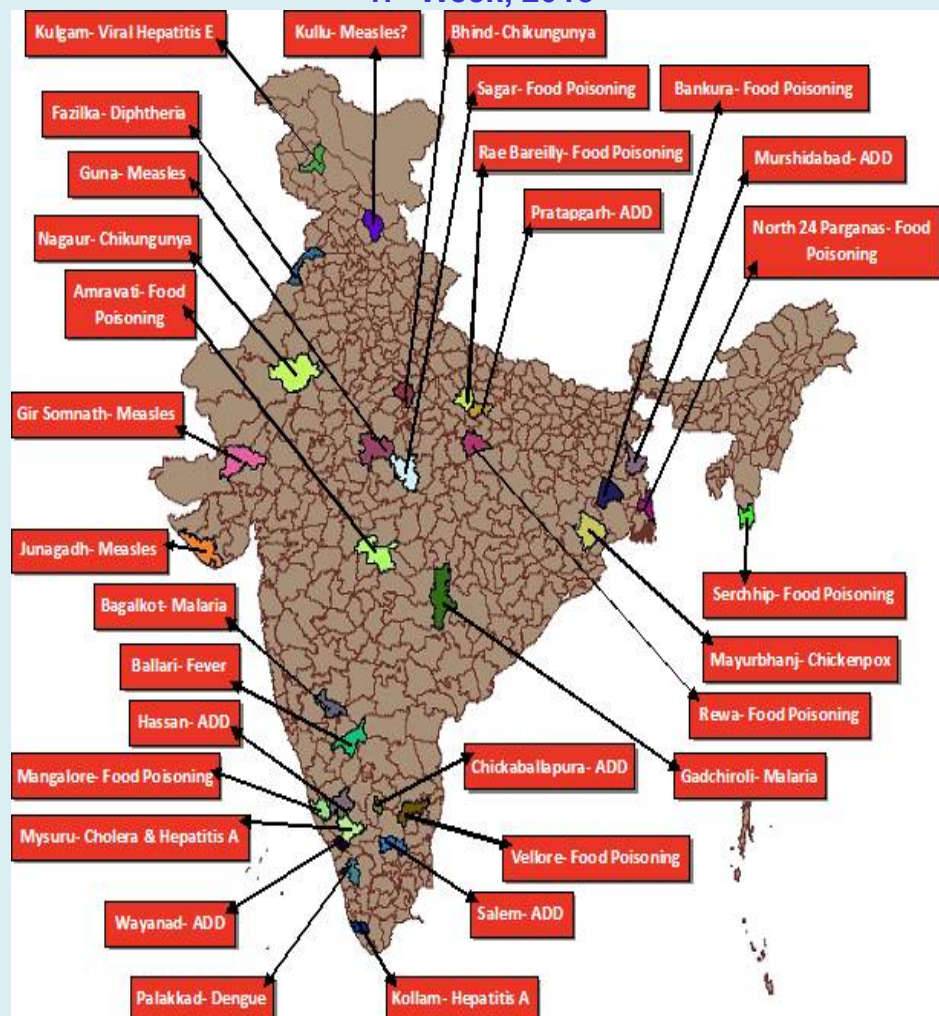 Kulgam- Viral Hepatitis E
Kullu- Measles?
Bhind- Chikungunya
Sagar- Food Poisoning
Bankura- Food Poisoning
Fazilka- Diphtheria
Rae Bareilly- Food Poisoning
Murshidabad- ADD
Guna- Measles
Pratapgarh- ADD
North 24 Parganas- Food
Poisoning
Nagaur- Chikungunya
Amravati- Food
Poisoning
Gir Somnath- Measles
Junagadh- Measles
Serchhip- Food Poisoning
Bagalkot- Malaria
Mayurbhanj- Chickenpox
Ballari- Fever
Rewa- Food Poisoning
Hassan- ADD
Chickaballapura- ADD
Gadchiroli- Malaria
Mangalore- Food Poisoning
Mysuru- Cholera & Hepatitis A
Vellore- Food Poisoning
Wayanad- ADD
Salem- ADD
Palakkad- Dengue
Kollam- Hepatitis A